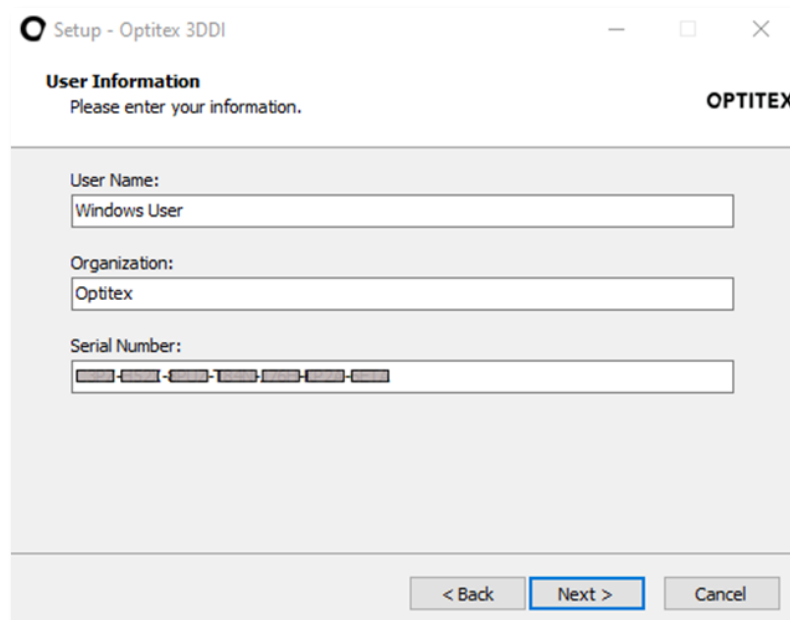 Setup - Optitex 3DDI
User Information
Please enter your information.
OPTITEX
User Name:
Windows User
Organization:
Optitex
Serial Number:
< Back
Next >
Cancel